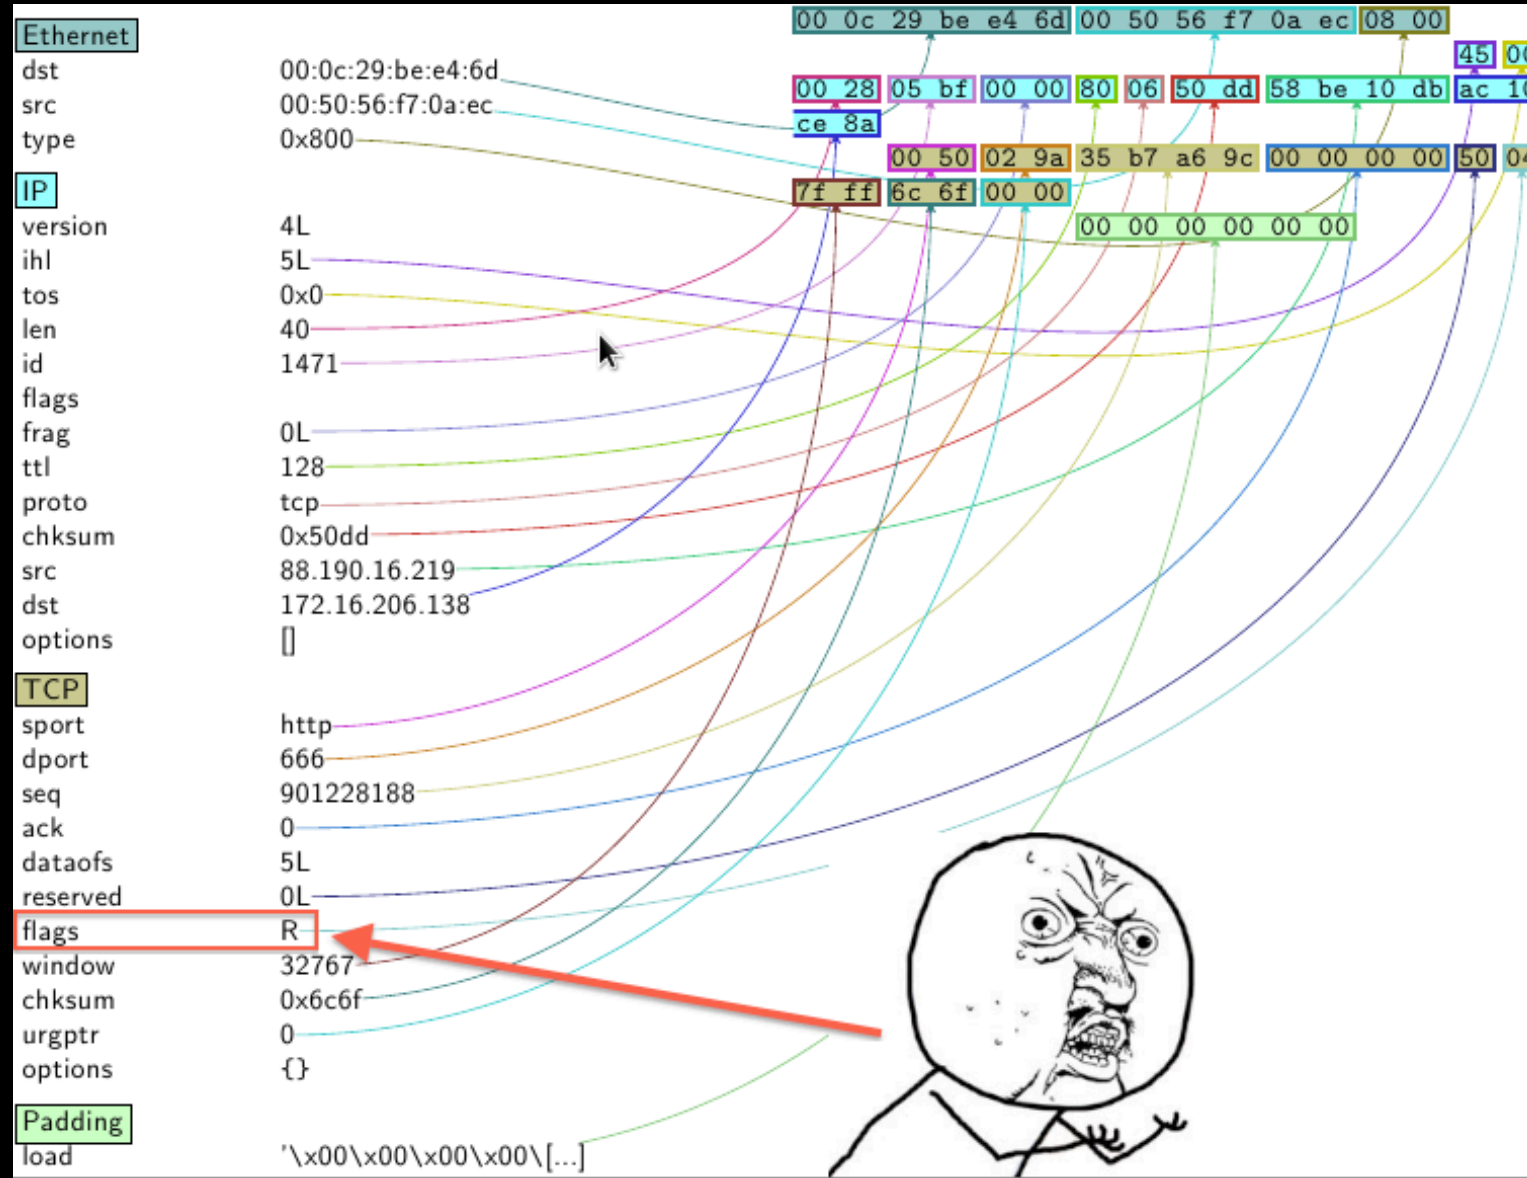 Ethernet
00 0c 29 be e4 6d 00 50 56 f7 0a ec 08 00
45 00
dst 00:0c:29:be:e4:6d
00 28 05 bf 00 00 80 06 50 dd 58 be 10 db ac 10
src 00:50:56:f7:0a:ec
ce 8a
type 0x800
00 50 02 9a 35 b7 a6 9c 00 00 00 00 50 04
IP
7f ff 6c 6f 00 00
version 4L
00 00 00 00 00 00
ihl 5L
tos 0x0
len 40
id 1471
flags
frag 0L
ttl 128
proto tcp
chksum 0x50dd
src 88.190.16.219
dst 172.16.206.138
options []
TCP
sport http
dport 666
seq 901228188
ack 0
dataofs 5L
reserved 0L
flags R
window 32767
chksum 0x6c6f
urgptr 0
options {}
Padding
load '\x00\x00\x00\x00\[...]